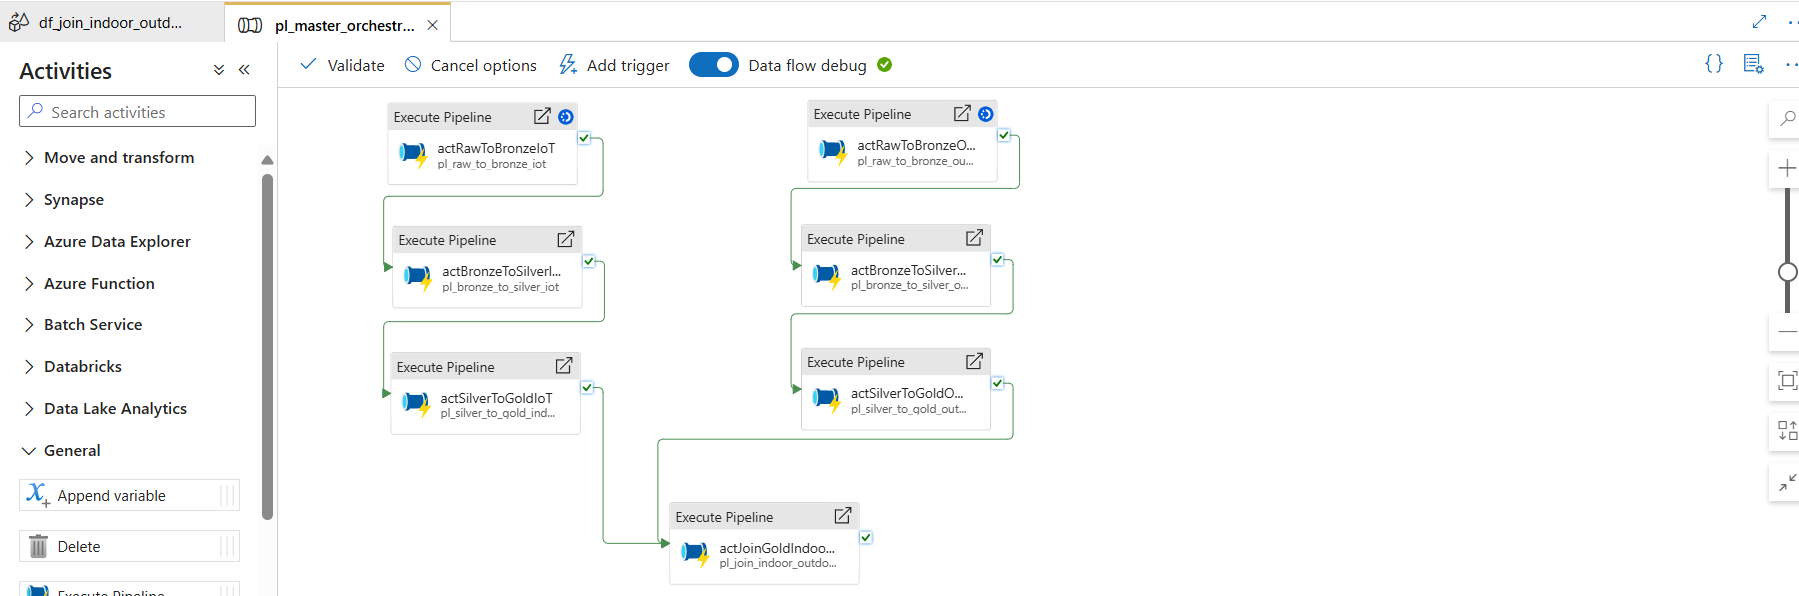 df_join_indoor_outd...
pl_master_orchestr...
Activities
Validate
Cancel options
Add trigger
Data flow debug
Search activities
Move and transform
Synapse
Azure Data Explorer
Azure Function
Batch Service
Databricks
Data Lake Analytics
General
Append variable
Delete
Execute Pipeline
Execute Pipeline
actRawToBronzeIoT
pl_raw_to_bronze_iot
Execute Pipeline
actRawToBronzeO...
pl_raw_to_bronze_ou...
Execute Pipeline
actBronzeToSilverI...
pl_bronze_to_silver_iot
Execute Pipeline
actBronzeToSilver...
pl_bronze_to_silver_o...
Execute Pipeline
actSilverToGoldIoT
pl_silver_to_gold_ind...
Execute Pipeline
actSilverToGoldO...
pl_silver_to_gold_out...
Execute Pipeline
actJoinGoldIndoo...
pl_join_indoor_outdo...